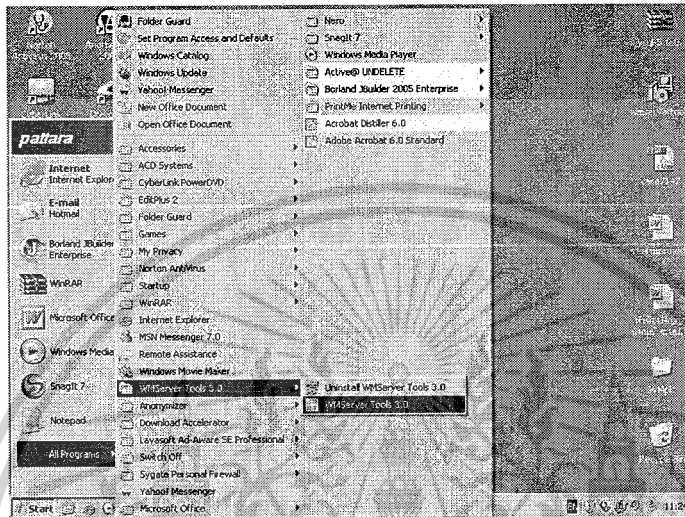 pattara
Internet
Internet Explor
E-mail
Hotmail
Borland JBuilder
Enterprise
WinRAR
Microsoft Office
Windows Media
SnagIt 7
Notepad
All Programs
Start
Folder Guard
Set Program Access and Defaults
Windows Catalog
Windows Update
Yahoo! Messenger
New Office Document
Open Office Document
Accessories
ACD Systems
CyberLink PowerDVD
EditPlus 2
Folder Guard
Games
My Privacy
Norton AntiVirus
Startup
WinRAR
Internet Explorer
MSN Messenger 7.0
Remote Assistance
Windows Movie Maker
WMServer Tools 3.0
Anonymizer
Download Accelerator
Lavasoft Ad-Aware SE Professional
Switch Off
Sygate Personal Firewall
Yahoo! Messenger
Microsoft Office
Nero
SnagIt 7
Windows Media Player
Active@ UNDELETE
Borland JBuilder 2005 Enterprise
PrintMe Internet Printing
Acrobat Distiller 6.0
Adobe Acrobat 6.0 Standard
Uninstall WMServer Tools 3.0
WMServer Tools 3.0